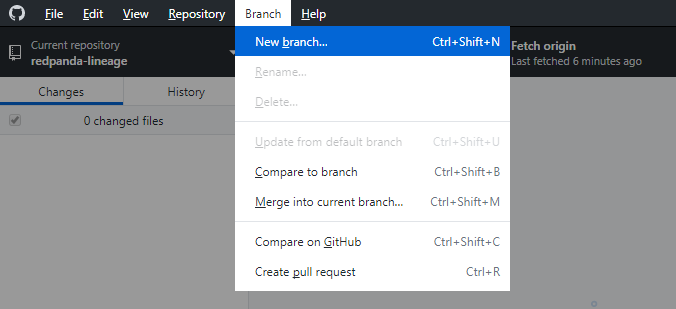 File Edit View Repository Branch Help
Current repository
redpanda-lineage
New branch... Ctrl+Shift+N
Fetch origin
Last fetched 6 minutes ago
Rename...
Changes History
Delete...
0 changed files
Update from default branch Ctrl+Shift+U
Compare to branch Ctrl+Shift+B
Merge into current branch... Ctrl+Shift+M
Compare on GitHub Ctrl+Shift+C
Create pull request Ctrl+R